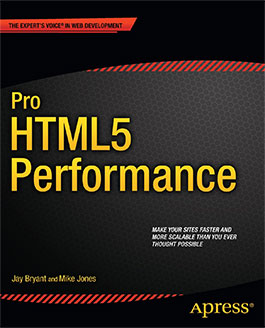 THE EXPERT'S VOICE® IN WEB DEVELOPMENT
Pro
HTML5
Performance
MAKE YOUR SITES FASTER AND
MORE SCALABLE THAN YOU EVER
THOUGHT POSSIBLE
Jay Bryant and Mike Jones
Apress®